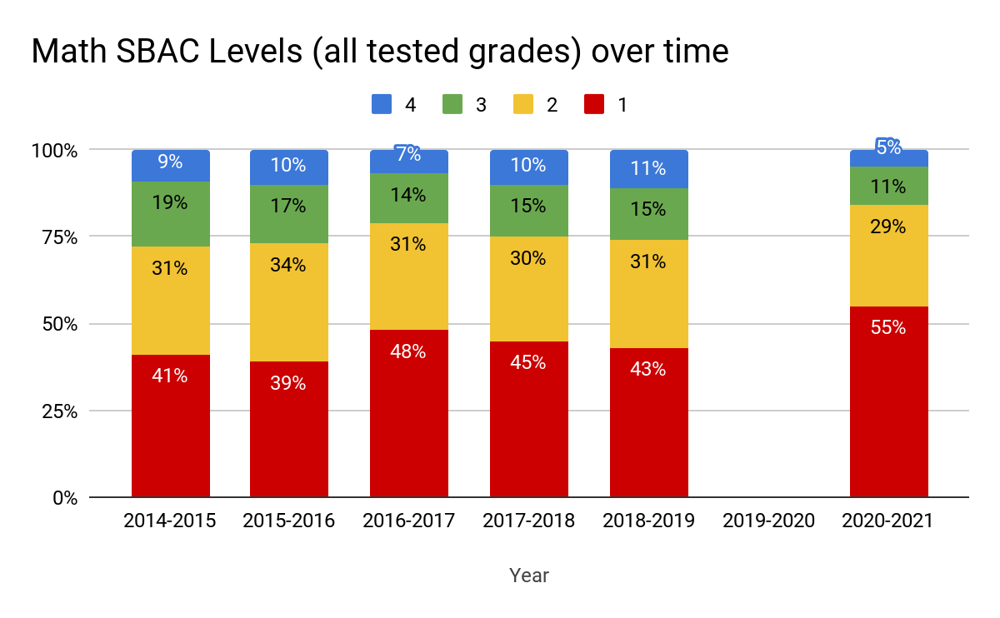 Math SBAC Levels (all tested grades) over time
4 3 2 1
100%
75%
50%
25%
0%
9% 10% 7% 10% 11% 5%
19% 17% 14% 15% 15% 11%
31% 34% 31% 30% 31% 29%
41% 39% 48% 45% 43% 55%
2014-2015 2015-2016 2016-2017 2017-2018 2018-2019 2019-2020 2020-2021
Year